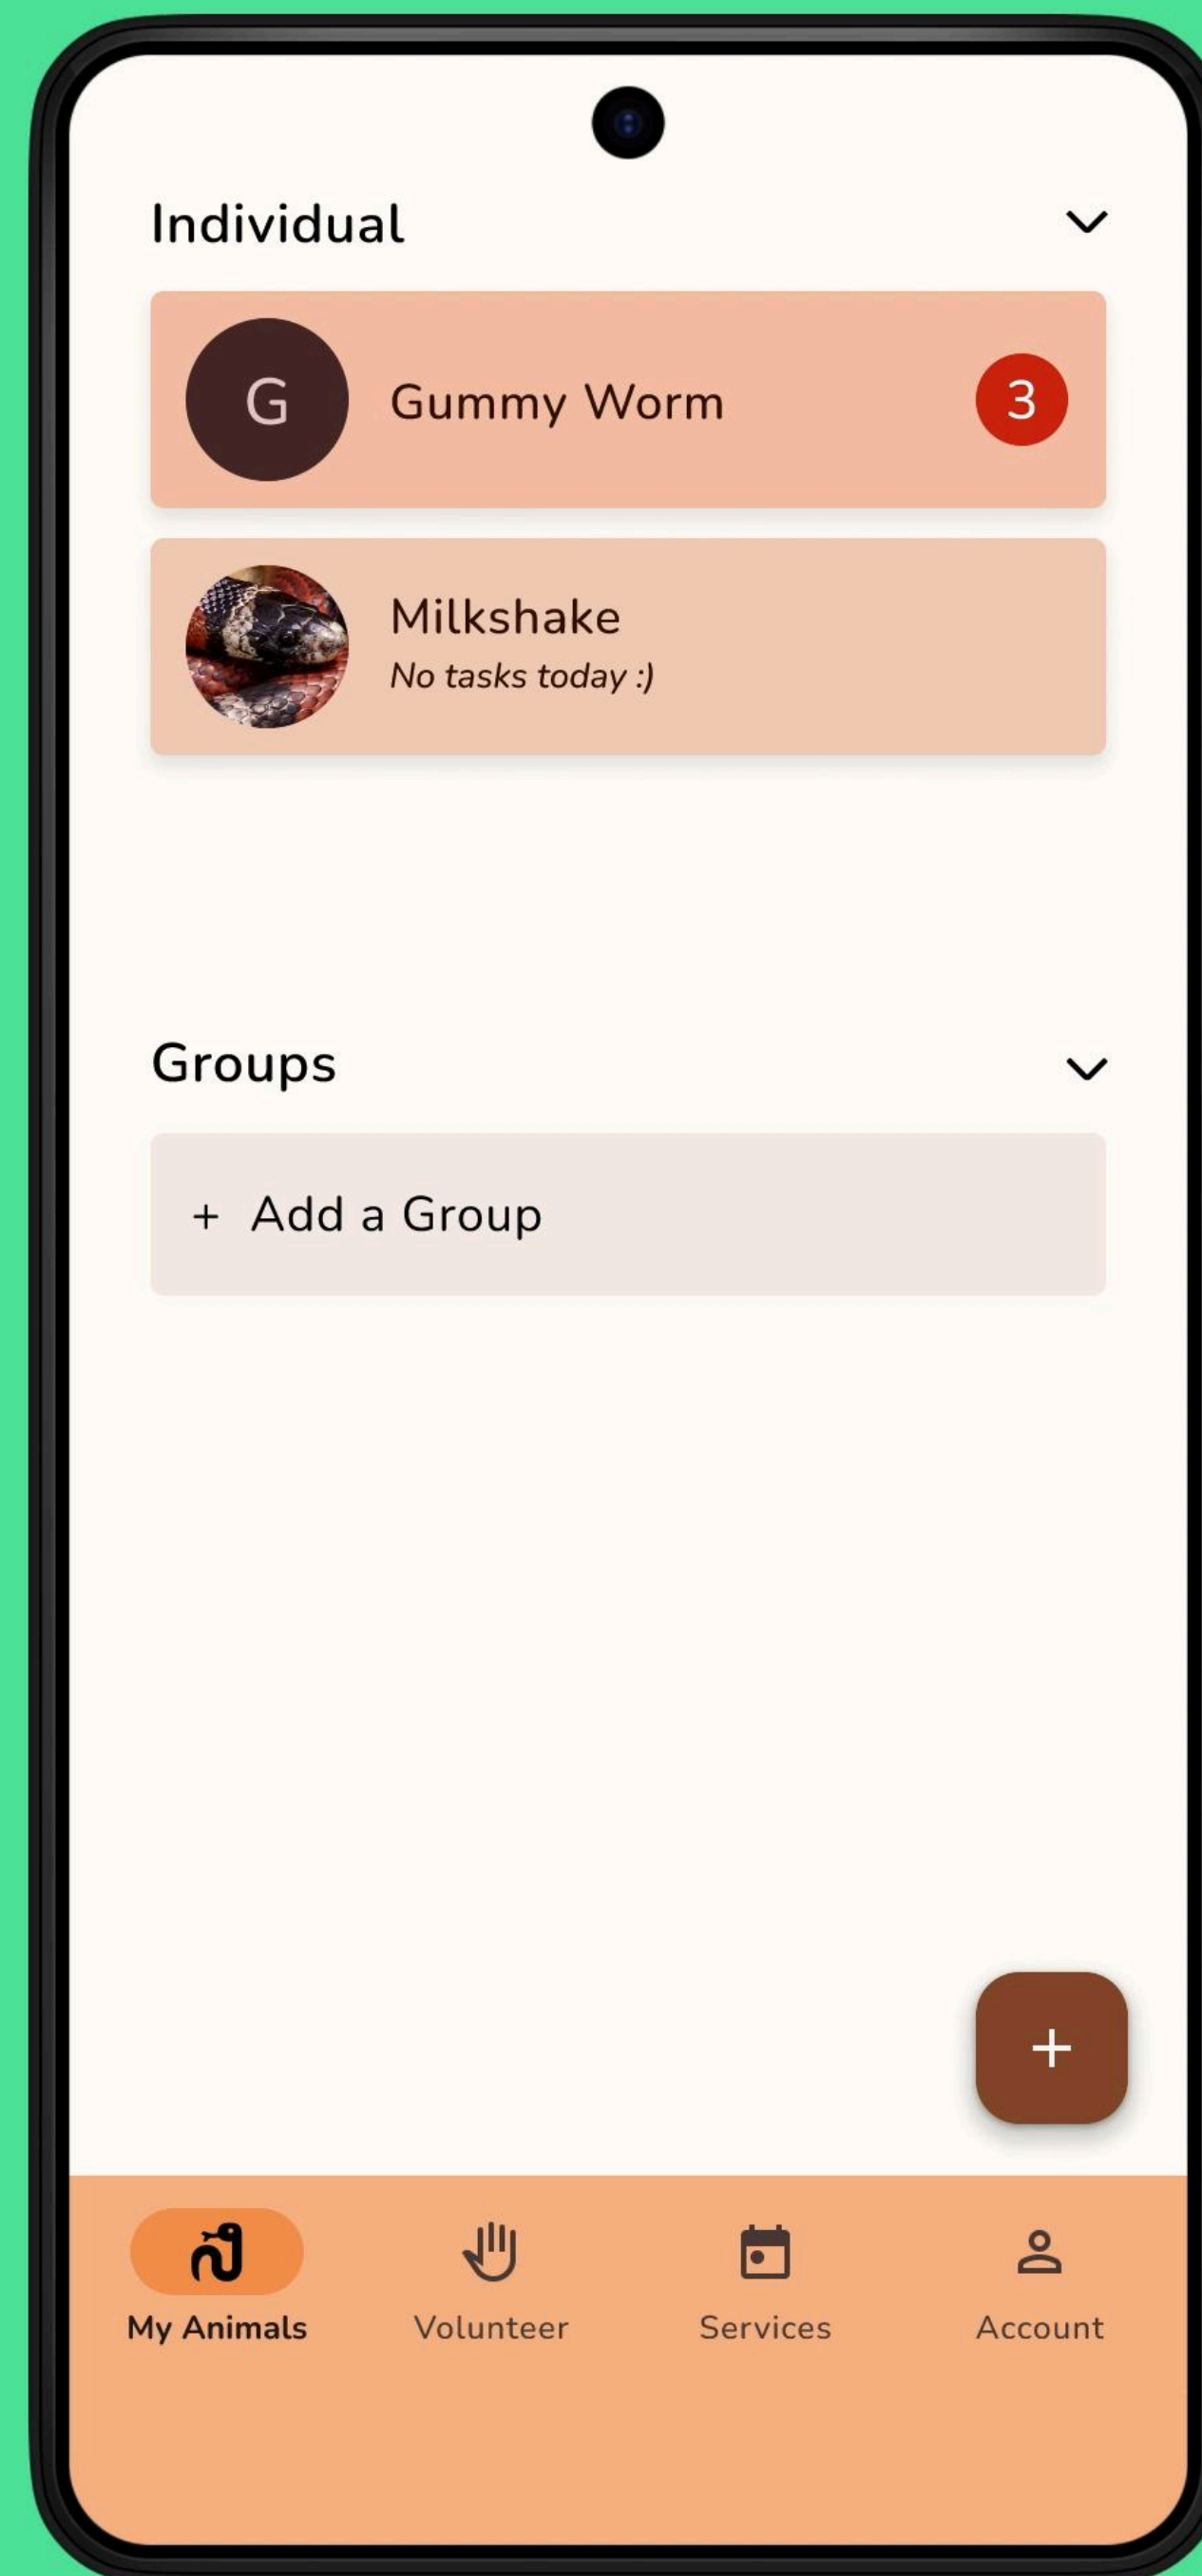 Individual
G
Gummy Worm
3
Milkshake
No tasks today :)
Groups
+ Add a Group
+
My Animals
Volunteer
Services
Account